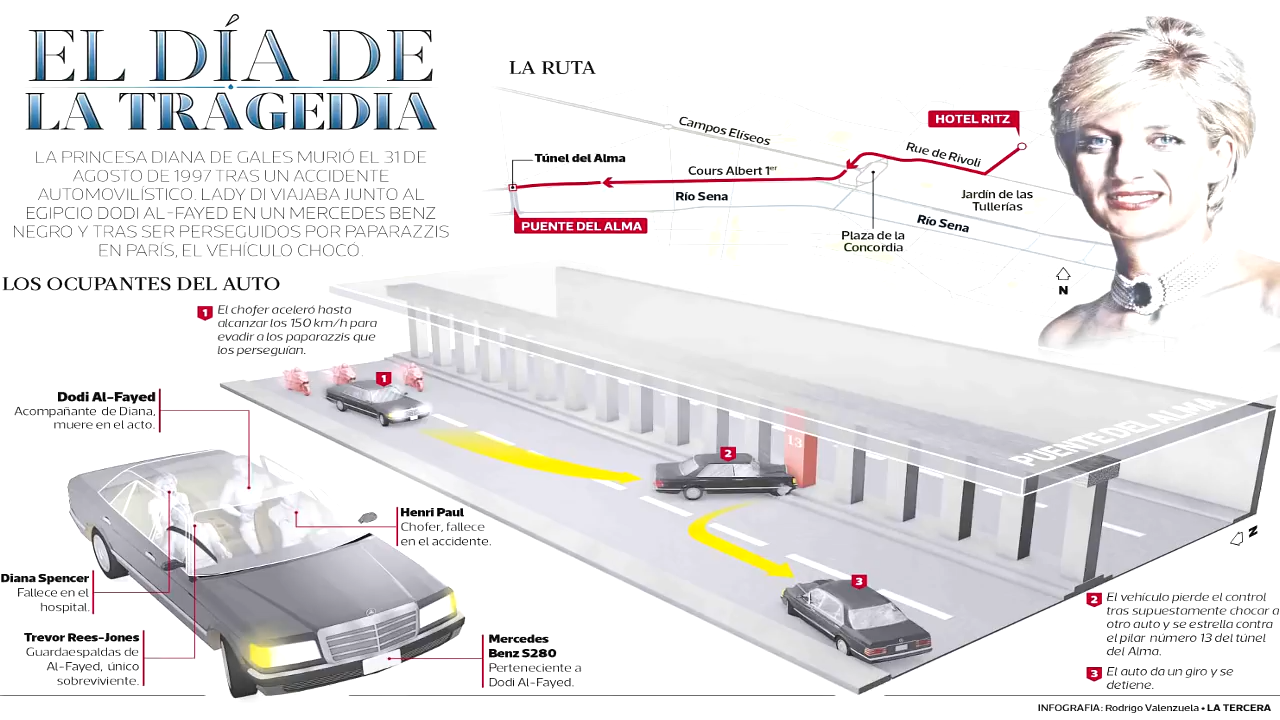 EL DÍA DE
LA TRAGEDIA
LA PRINCESA DIANA DE GALES MURIÓ EL 31 DE
AGOSTO DE 1997 TRAS UN ACCIDENTE
AUTOMOVILÍSTICO. LADY DI VIAJABA JUNTO AL
EGIPCIO DODI AL-FAYED EN UN MERCEDES BENZ
NEGRO Y TRAS SER PERSEGUIDOS POR PAPARAZZIS
EN PARÍS, EL VEHÍCULO CHOCÓ.
LA RUTA
Campos Elíseos
HOTEL RITZ
Rue de Rivoli
Túnel del Alma
Cours Albert 1er
Río Sena
Jardín de las
Tullerías
PUENTE DEL ALMA
Río Sena
Plaza de la
Concordia
N
LOS OCUPANTES DEL AUTO
1 El chofer aceleró hasta
alcanzar los 150 km/h para
evadir a los paparazzis que
los perseguían.
Dodi Al-Fayed
Acompañante de Diana,
muere en el acto.
Henri Paul
Chofer, fallece
en el accidente.
Diana Spencer
Fallece en el
hospital.
Trevor Rees-Jones
Guardaespaldas de
Al-Fayed, único
sobreviviente.
Mercedes
Benz S280
Perteneciente a
Dodi Al-Fayed.
1
2
13
3
PUENTE DEL ALMA
N
2 El vehículo pierde el control
tras supuestamente chocar a
otro auto y se estrella contra
el pilar número 13 del túnel
del Alma.
3 El auto da un giro y se
detiene.
INFOGRAFIA: Rodrigo Valenzuela • LA TERCERA